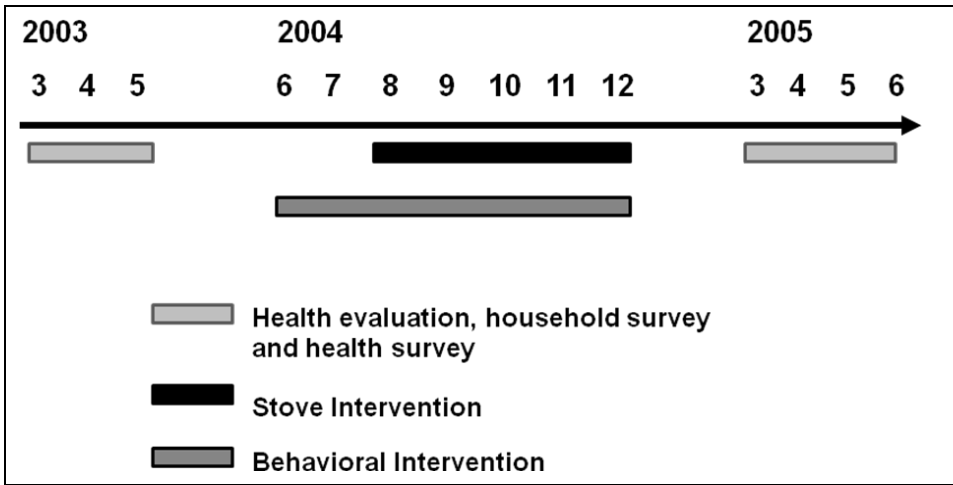 2003 2004 2005
3 4 5 6 7 8 9 10 11 12 3 4 5 6
Health evaluation, household survey
and health survey
Stove Intervention
Behavioral Intervention